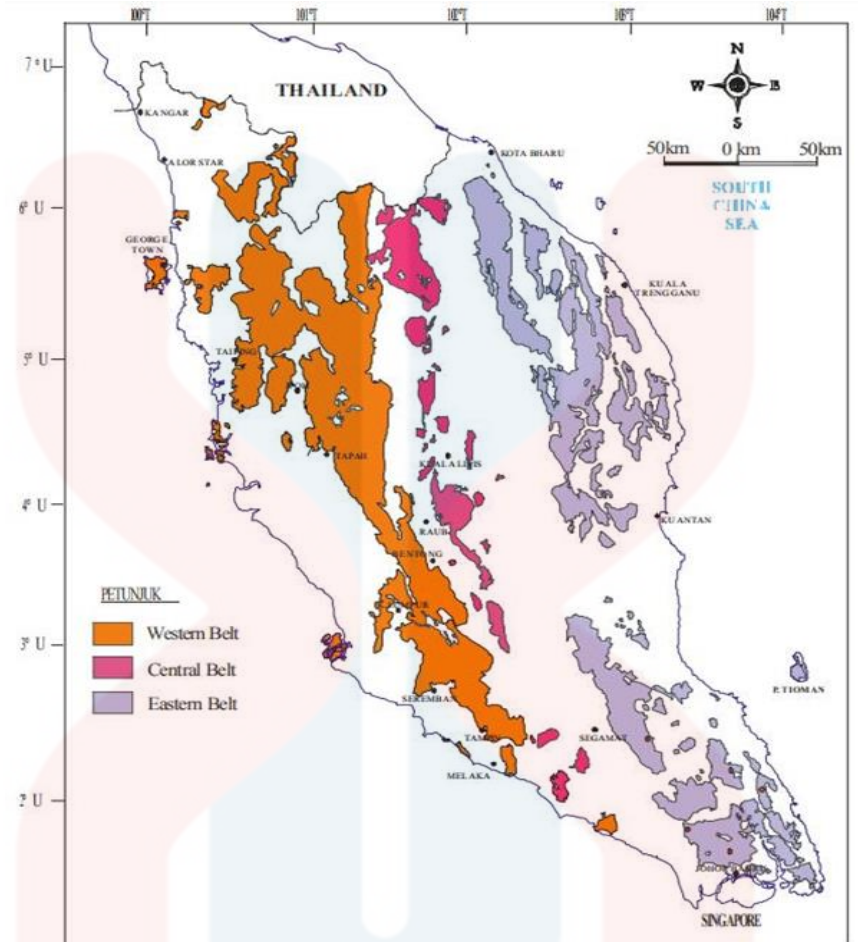 100°T 101°T 102°T 103°T 104°T
7° U
N
W
S
THAILAND
KANGAR
50km 0 km 50km
KOTA BHARU
ALOR STAR
SOUTH
CHINA
SEA
6° U
GEORGE
TOWN
KUALA
TRENGGANU
TAIPING
5° U
TAPAH
KUALA LIPIS
4° U
KUANTAN
RAUB
BENTONG
PETUNJUK
Western Belt
3° U
Central Belt
P. TIOMAN
Eastern Belt
SEREMBAN
SEGAMAT
MELAKA
2° U
SINGAPORE